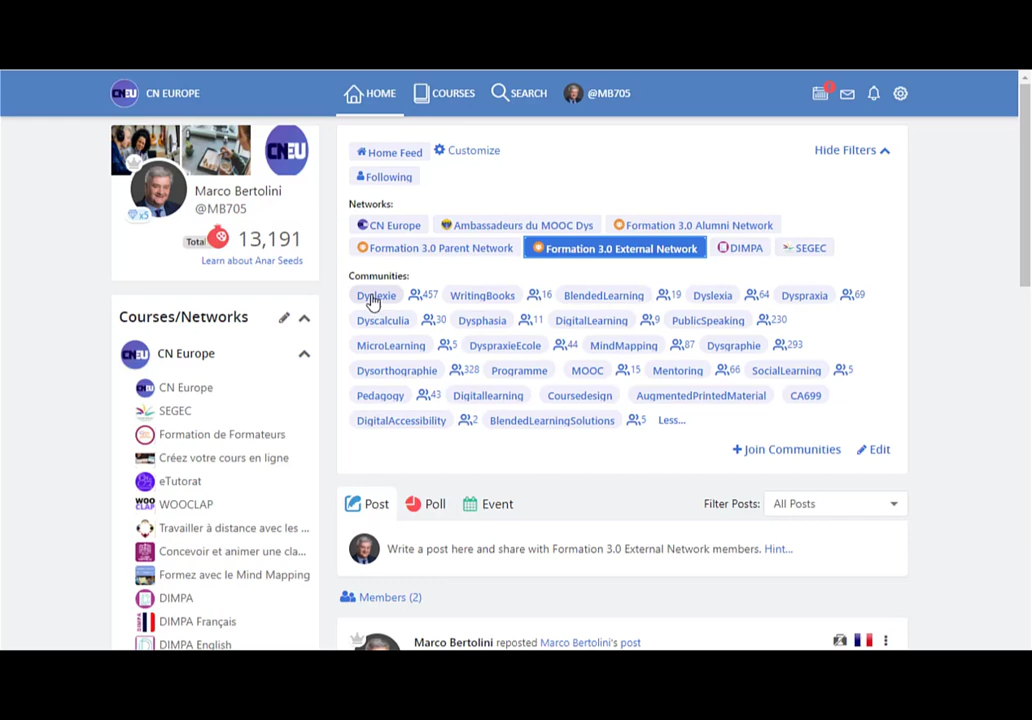 CNEU CN EUROPE HOME COURSES SEARCH @MB705
CNEU
Marco Bertolini
@MB705
x5
Total 13,191
Learn about Anar Seeds
Courses/Networks
CN Europe
CN Europe
SEGEC
Formation de Formateurs
Créez votre cours en ligne
eTutorat
WOOCLAP
Travailler à distance avec les ...
Concevoir et animer une cla...
Formez avec le Mind Mapping
DIMPA
DIMPA Français
DIMPA English
Home Feed Customize Hide Filters
Following
Networks:
CN Europe Ambassadeurs du MOOC Dys Formation 3.0 Alumni Network
Formation 3.0 Parent Network Formation 3.0 External Network DIMPA SEGEC
Communities:
Dyslexie 457 WritingBooks 16 BlendedLearning 19 Dyslexia 64 Dyspraxia 69
Dyscalculia 30 Dysphasia 11 DigitalLearning 9 PublicSpeaking 230
MicroLearning 5 DyspraxieEcole 44 MindMapping 87 Dysgraphie 293
Dysorthographie 328 Programme MOOC 15 Mentoring 66 SocialLearning 5
Pedagogy 43 Digitallearning Coursedesign AugmentedPrintedMaterial CA699
DigitalAccessibility 2 BlendedLearningSolutions 5 Less...
+Join Communities Edit
Post Poll Event Filter Posts: All Posts
Write a post here and share with Formation 3.0 External Network members. Hint...
Members (2)
Marco Bertolini reposted Marco Bertolini's post